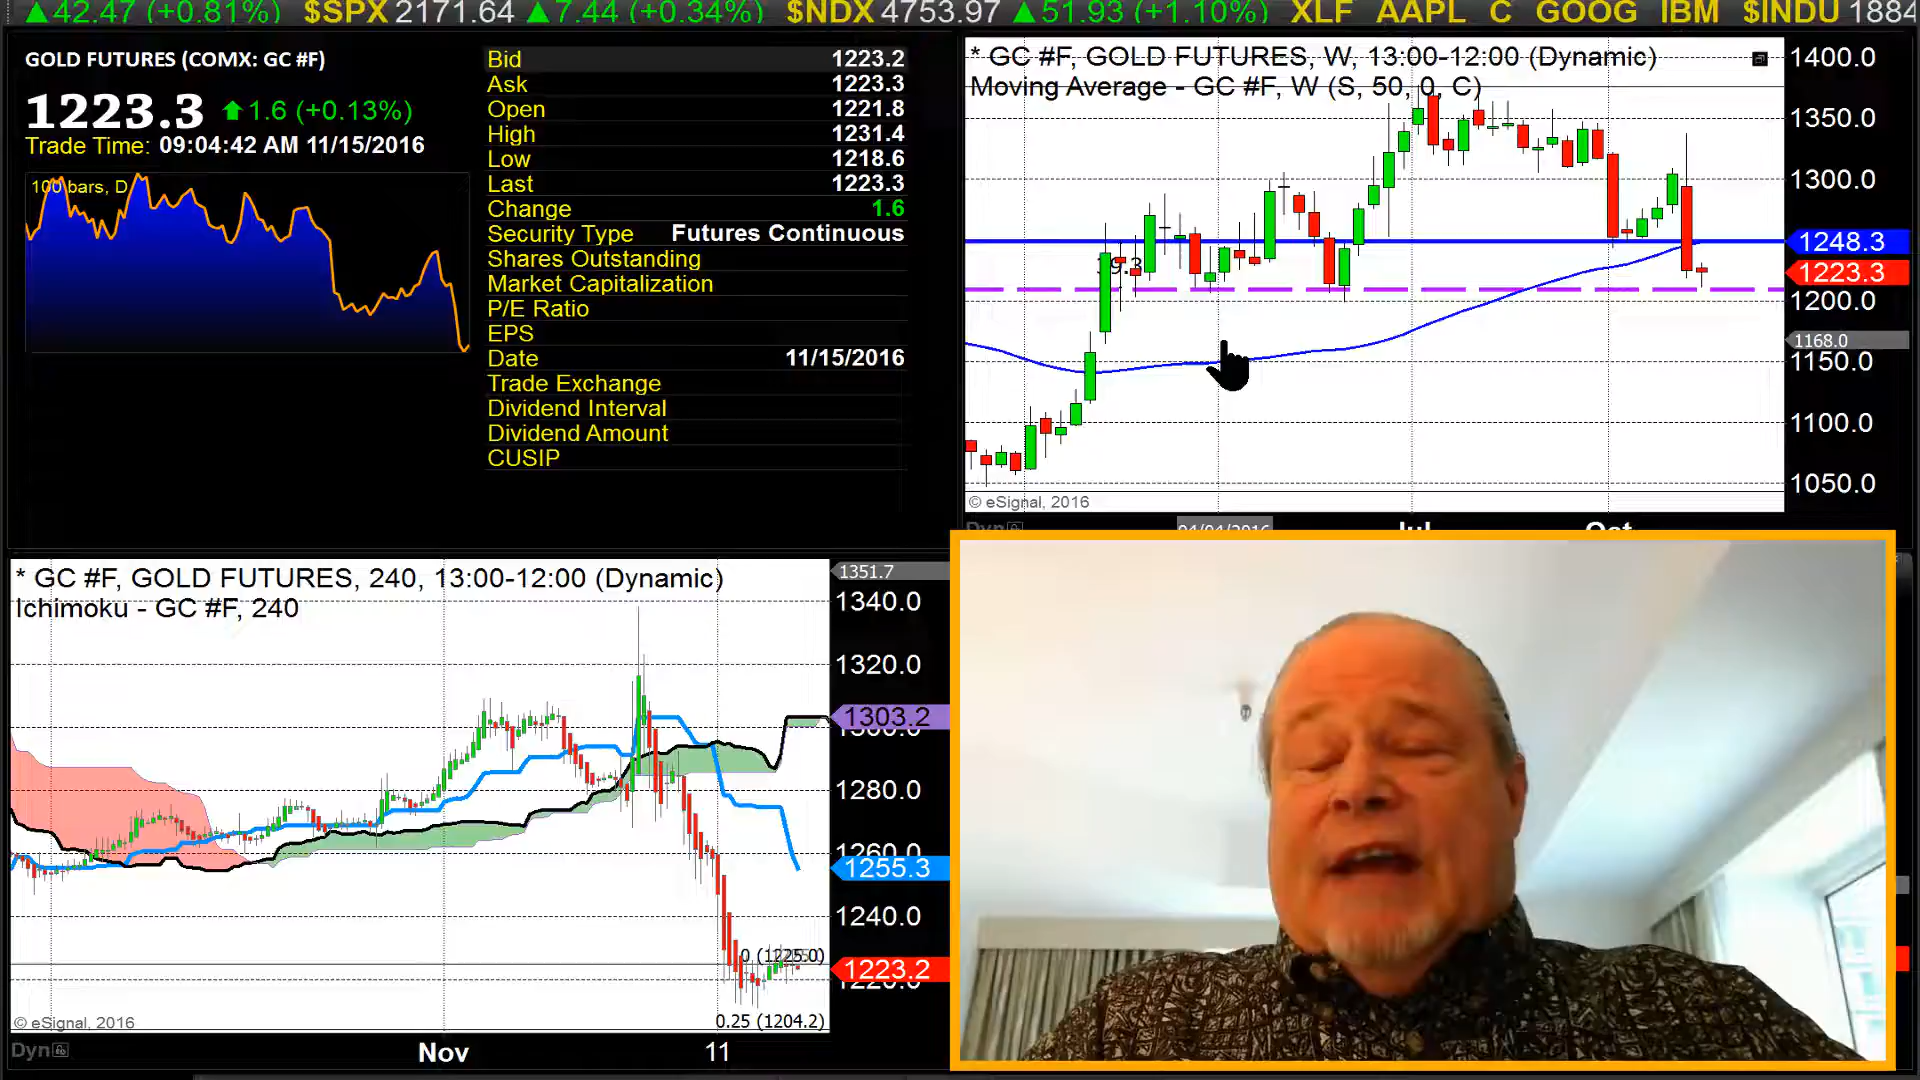 42.47 (+0.81%) $SPX 2171.64 7.44 (+0.34%) $NDX 4753.97 51.93 (+1.10%) XLF AAPL C GOOG IBM $INDU 1884
GOLD FUTURES (COMX: GC #F)
1223.3 1.6 (+0.13%)
Trade Time: 09:04:42 AM 11/15/2016
100 bars, D
Bid 1223.2
Ask 1223.3
Open 1221.8
High 1231.4
Low 1218.6
Last 1223.3
Change 1.6
Security Type Futures Continuous
Shares Outstanding
Market Capitalization
P/E Ratio
EPS
Date 11/15/2016
Trade Exchange
Dividend Interval
Dividend Amount
CUSIP
* GC #F, GOLD FUTURES, W, 13:00-12:00 (Dynamic)
Moving Average - GC #F, W (S, 50, 0, C)
1400.0
1350.0
1300.0
1248.3
1223.3
1200.0
1168.0
1150.0
1100.0
1050.0
© eSignal, 2016
Dyn 04/04/2016 Jul Oct
* GC #F, GOLD FUTURES, 240, 13:00-12:00 (Dynamic)
Ichimoku - GC #F, 240
1351.7
1340.0
1320.0
1303.2
1280.0
1260.0
1255.3
1240.0
0 (1225.0)
1223.2
0.25 (1204.2)
© eSignal, 2016
Dyn Nov 11